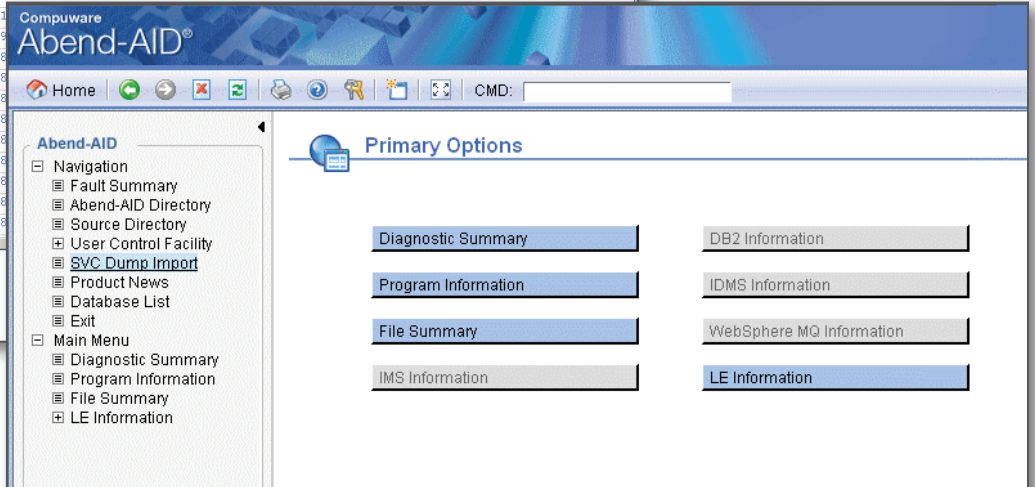 Compuware
Abend-AID®
Home
CMD:
Abend-AID
Navigation
Fault Summary
Abend-AID Directory
Source Directory
User Control Facility
SVC Dump Import
Product News
Database List
Exit
Main Menu
Diagnostic Summary
Program Information
File Summary
LE Information
Primary Options
Diagnostic Summary
DB2 Information
Program Information
IDMS Information
File Summary
WebSphere MQ Information
IMS Information
LE Information